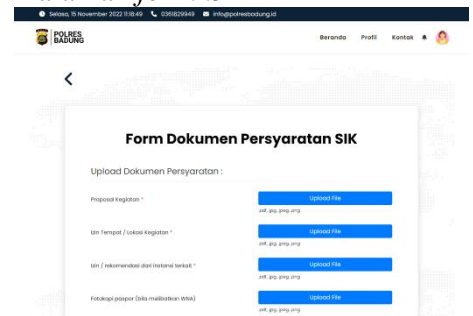 Selasa, 15 November 2022 11:18:49 0361829949 info@polresbadung.id
POLRES
BADUNG
Beranda Profil Kontak
Form Dokumen Persyaratan SIK
Upload Dokumen Persyaratan :
Proposal Kegiatan * Upload File
.pdf, .jpg, .jpeg, .png
Izin Tempat / Lokasi Kegiatan * Upload File
.pdf, .jpg, .jpeg, .png
Izin / rekomendasi dari instansi terkait * Upload File
.pdf, .jpg, .jpeg, .png
Fotokopi paspor (bila melibatkan WNA) Upload File
.pdf, .jpg, .jpeg, .png